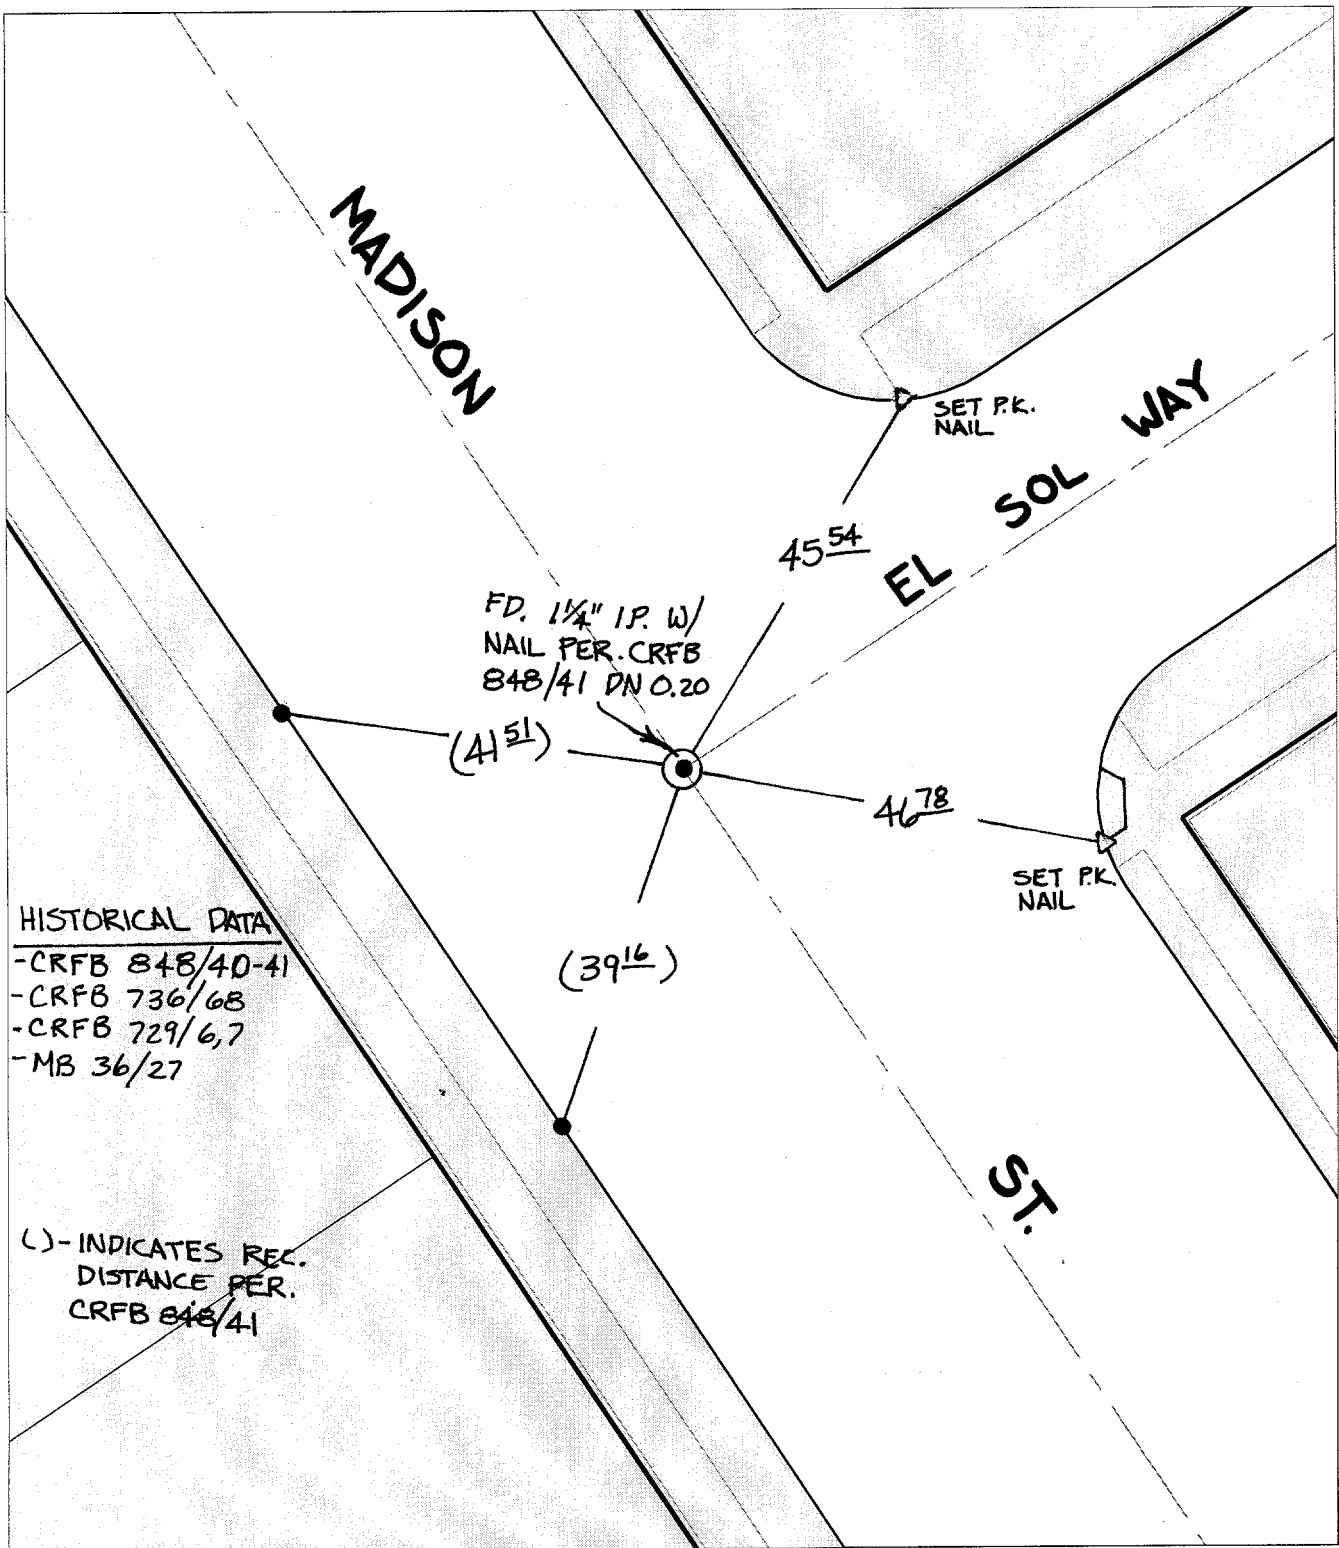 MADISON
SET P.K.
NAIL
EL SOL WAY
45 54
FD. 1¼" I.P. W/
NAIL PER. CRFB
848/41 DN 0.20
(41 51)
46 78
SET P.K.
NAIL
HISTORICAL DATA
-CRFB 848/40-41
-CRFB 736/68
-CRFB 729/6,7
-MB 36/27
(39 16)
ST.
()-INDICATES REC.
DISTANCE PER.
CRFB 848/41